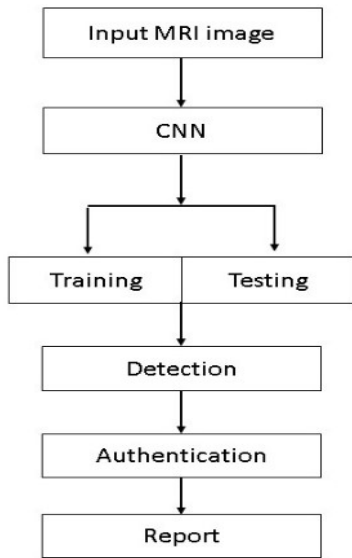 Input MRI image
CNN
Training
Testing
Detection
Authentication
Report